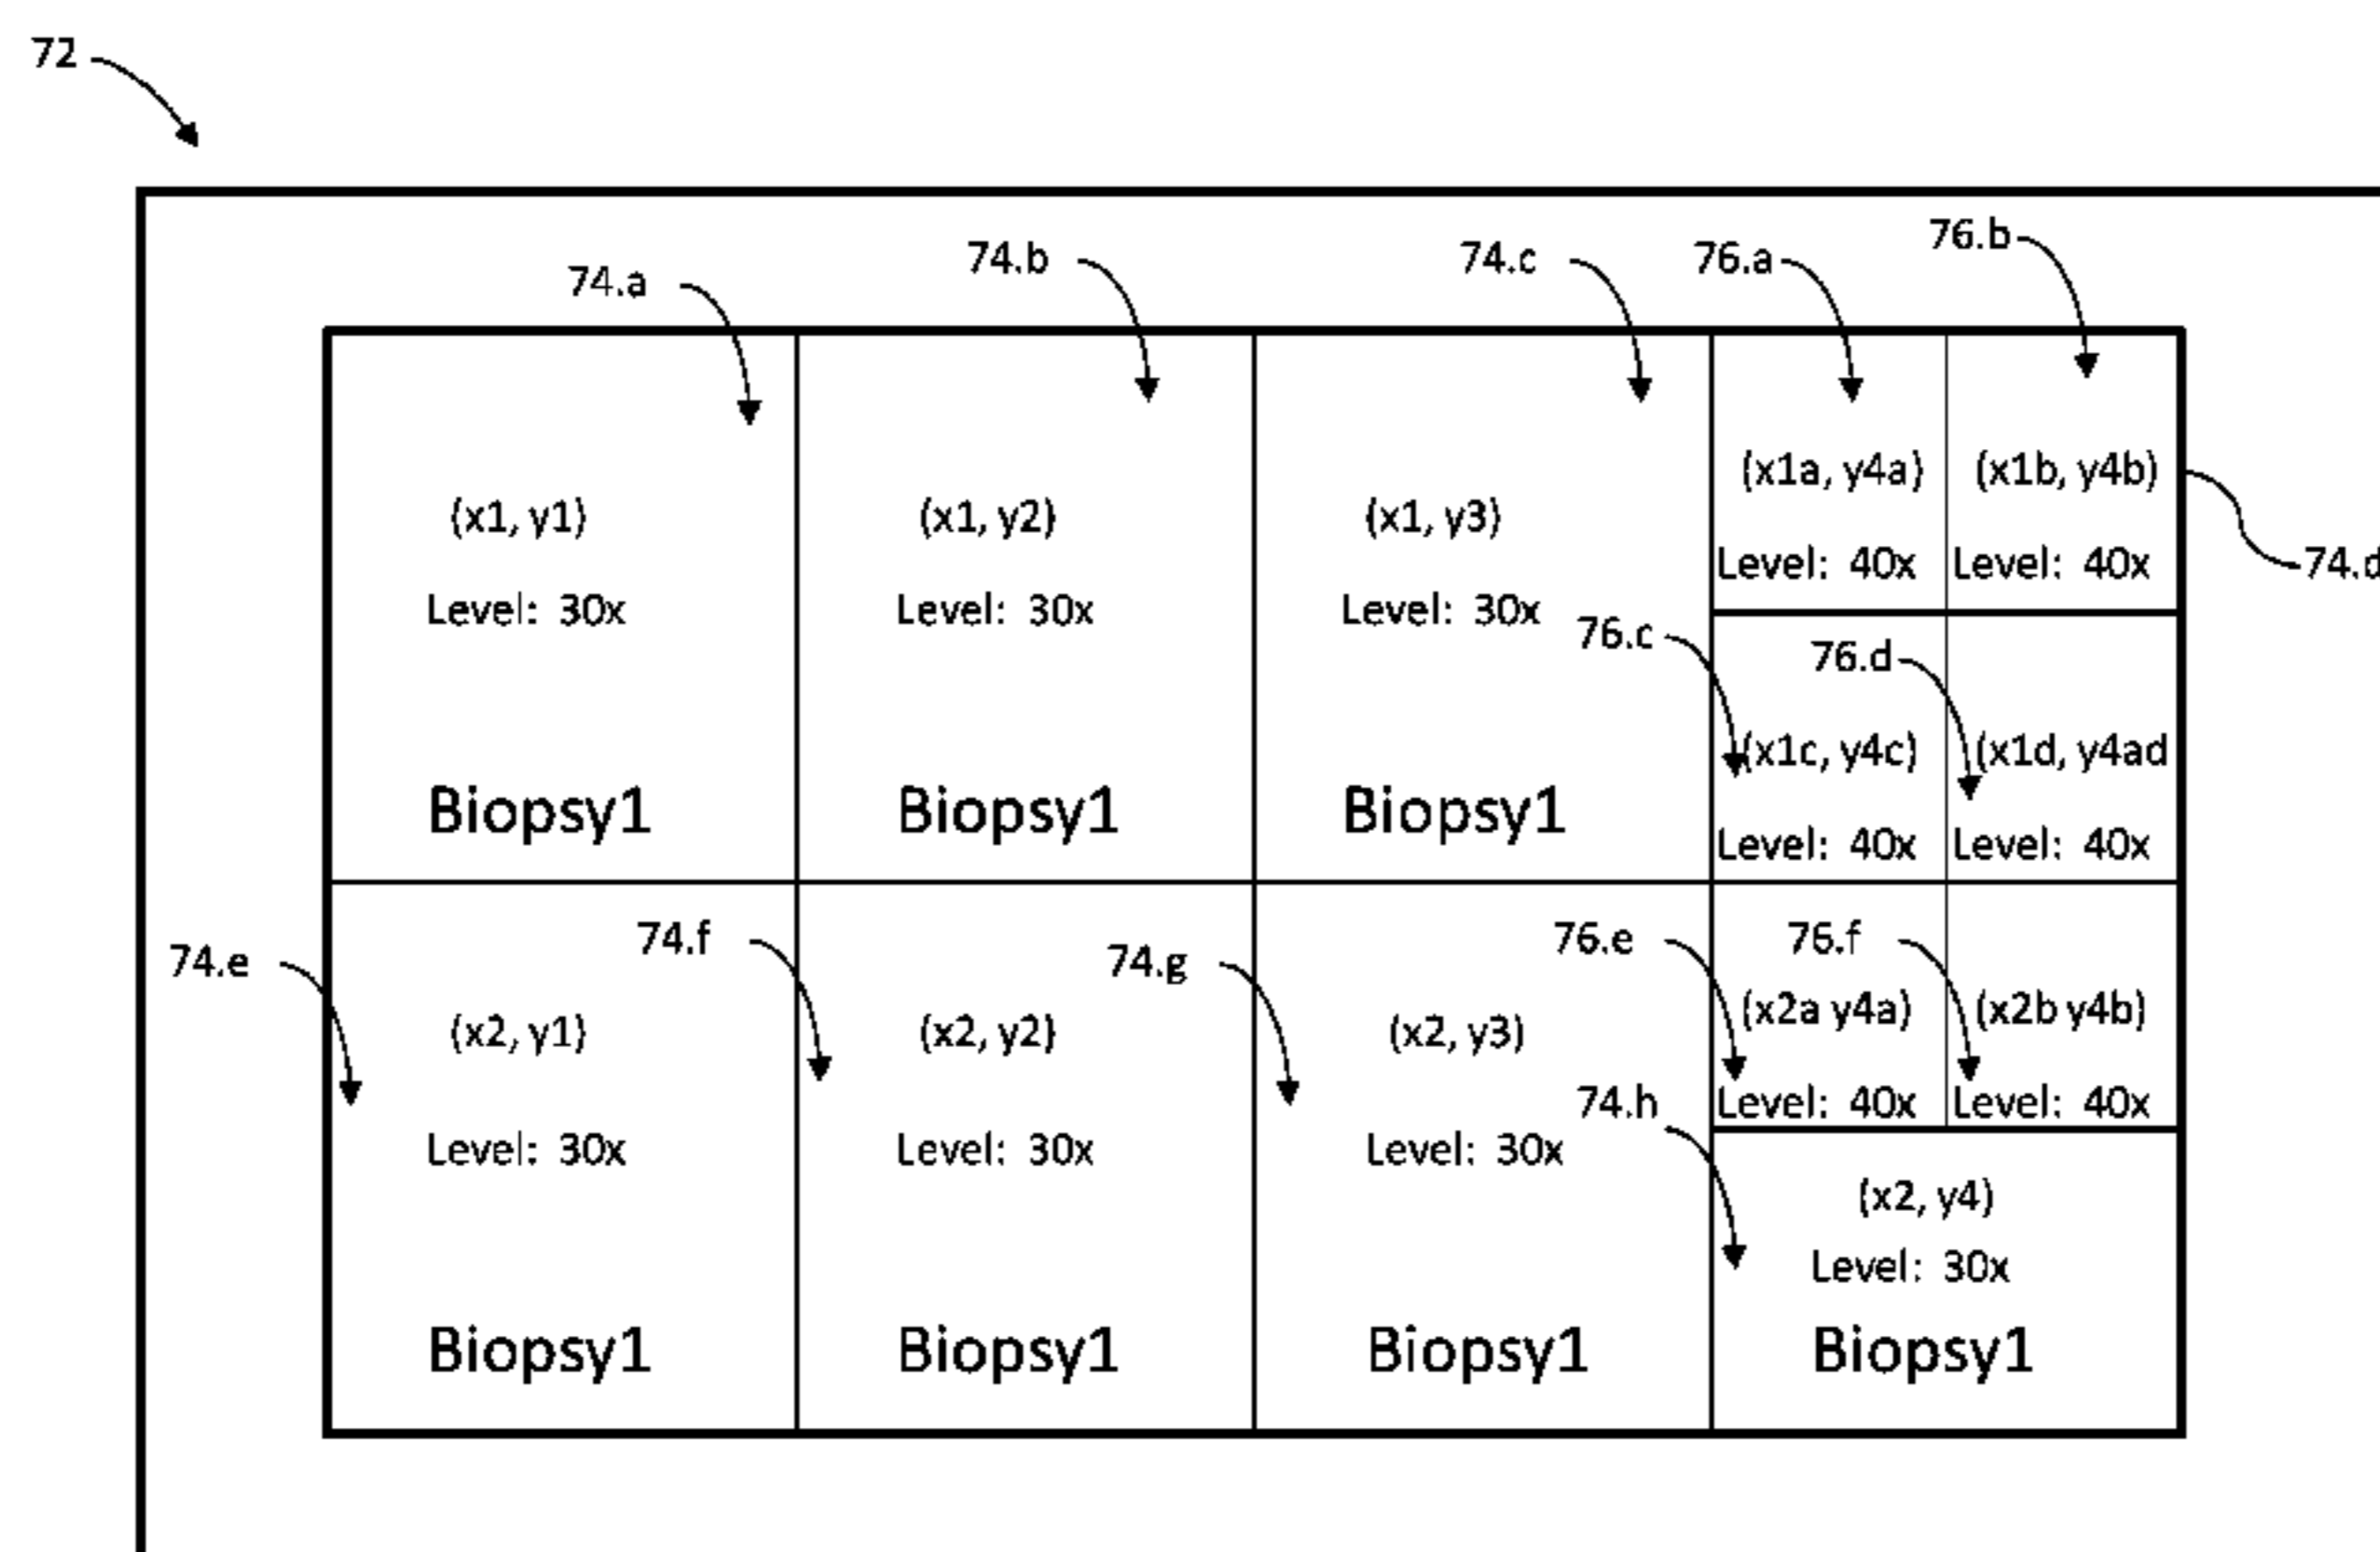 72
76.b
74.b
74.c
76.a
74.a
(x1a, y4a)
(x1b, y4b)
(x1, y1)
(x1, y2)
(x1, y3)
Level: 40x
Level: 40x
74.d
Level: 30x
Level: 30x
Level: 30x
76.c
76.d
(x1c, y4c)
(x1d, y4ad
Biopsy1
Biopsy1
Biopsy1
Level: 40x
Level: 40x
74.e
74.f
74.g
76.e
76.f
(x2a y4a)
(x2b y4b)
(x2, y1)
(x2, y2)
(x2, y3)
74.h
Level: 40x
Level: 40x
Level: 30x
Level: 30x
Level: 30x
(x2, y4)
Level: 30x
Biopsy1
Biopsy1
Biopsy1
Biopsy1